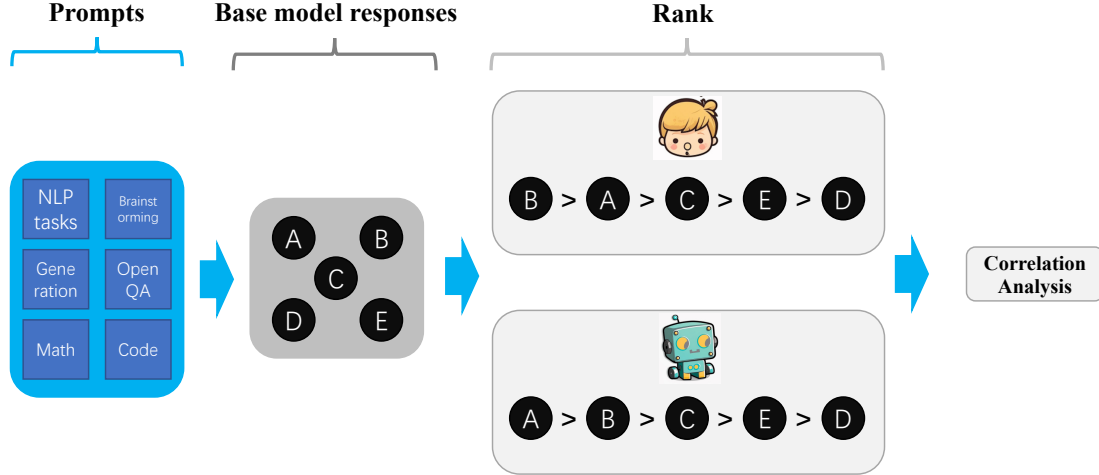 Prompts
Base model responses
Rank
NLP
tasks
Brainst
orming
Gene
ration
Open
QA
Math
Code
A
B
C
D
E
B > A > C > E > D
A > B > C > E > D
Correlation
Analysis